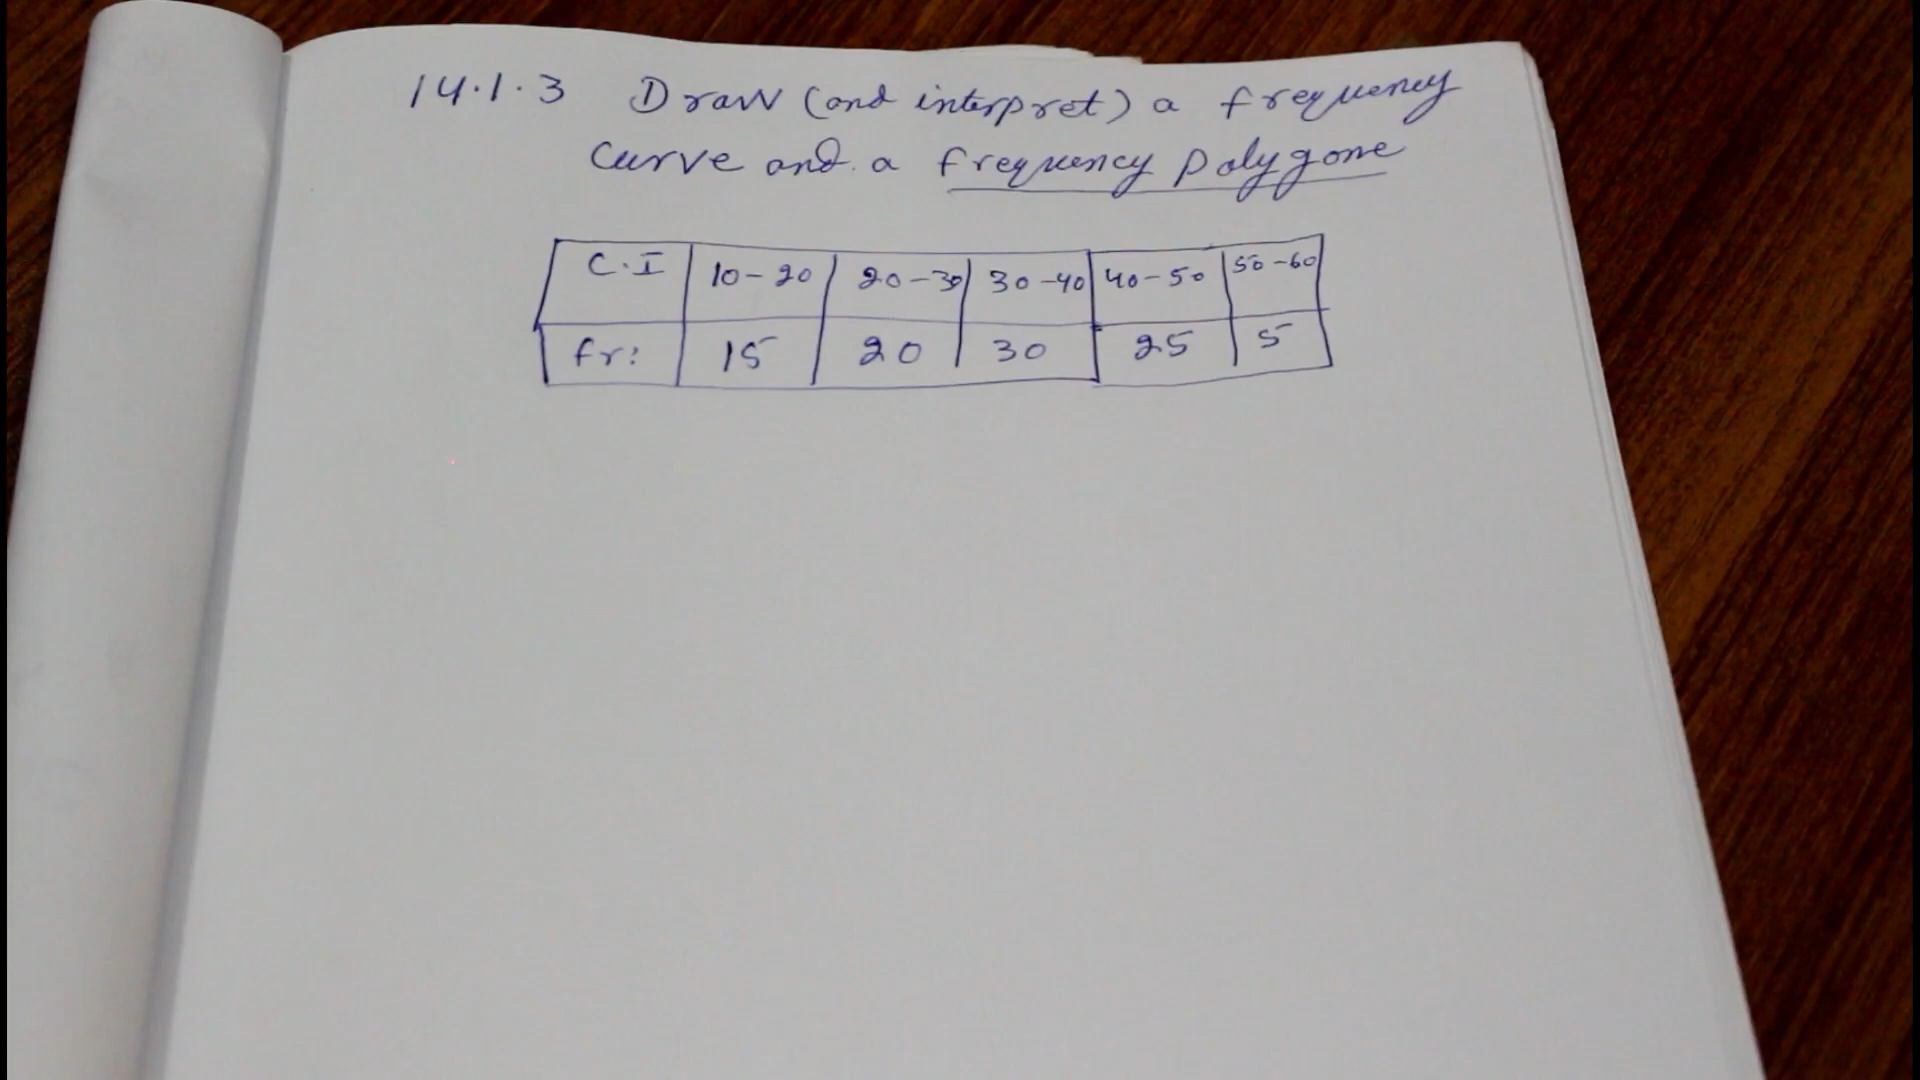 14.1.3 Draw (and interpret) a frequency
curve and a frequency polygone
C.I 10-20 20-30 30-40 40-50 50-60
fr: 15 20 30 25 5